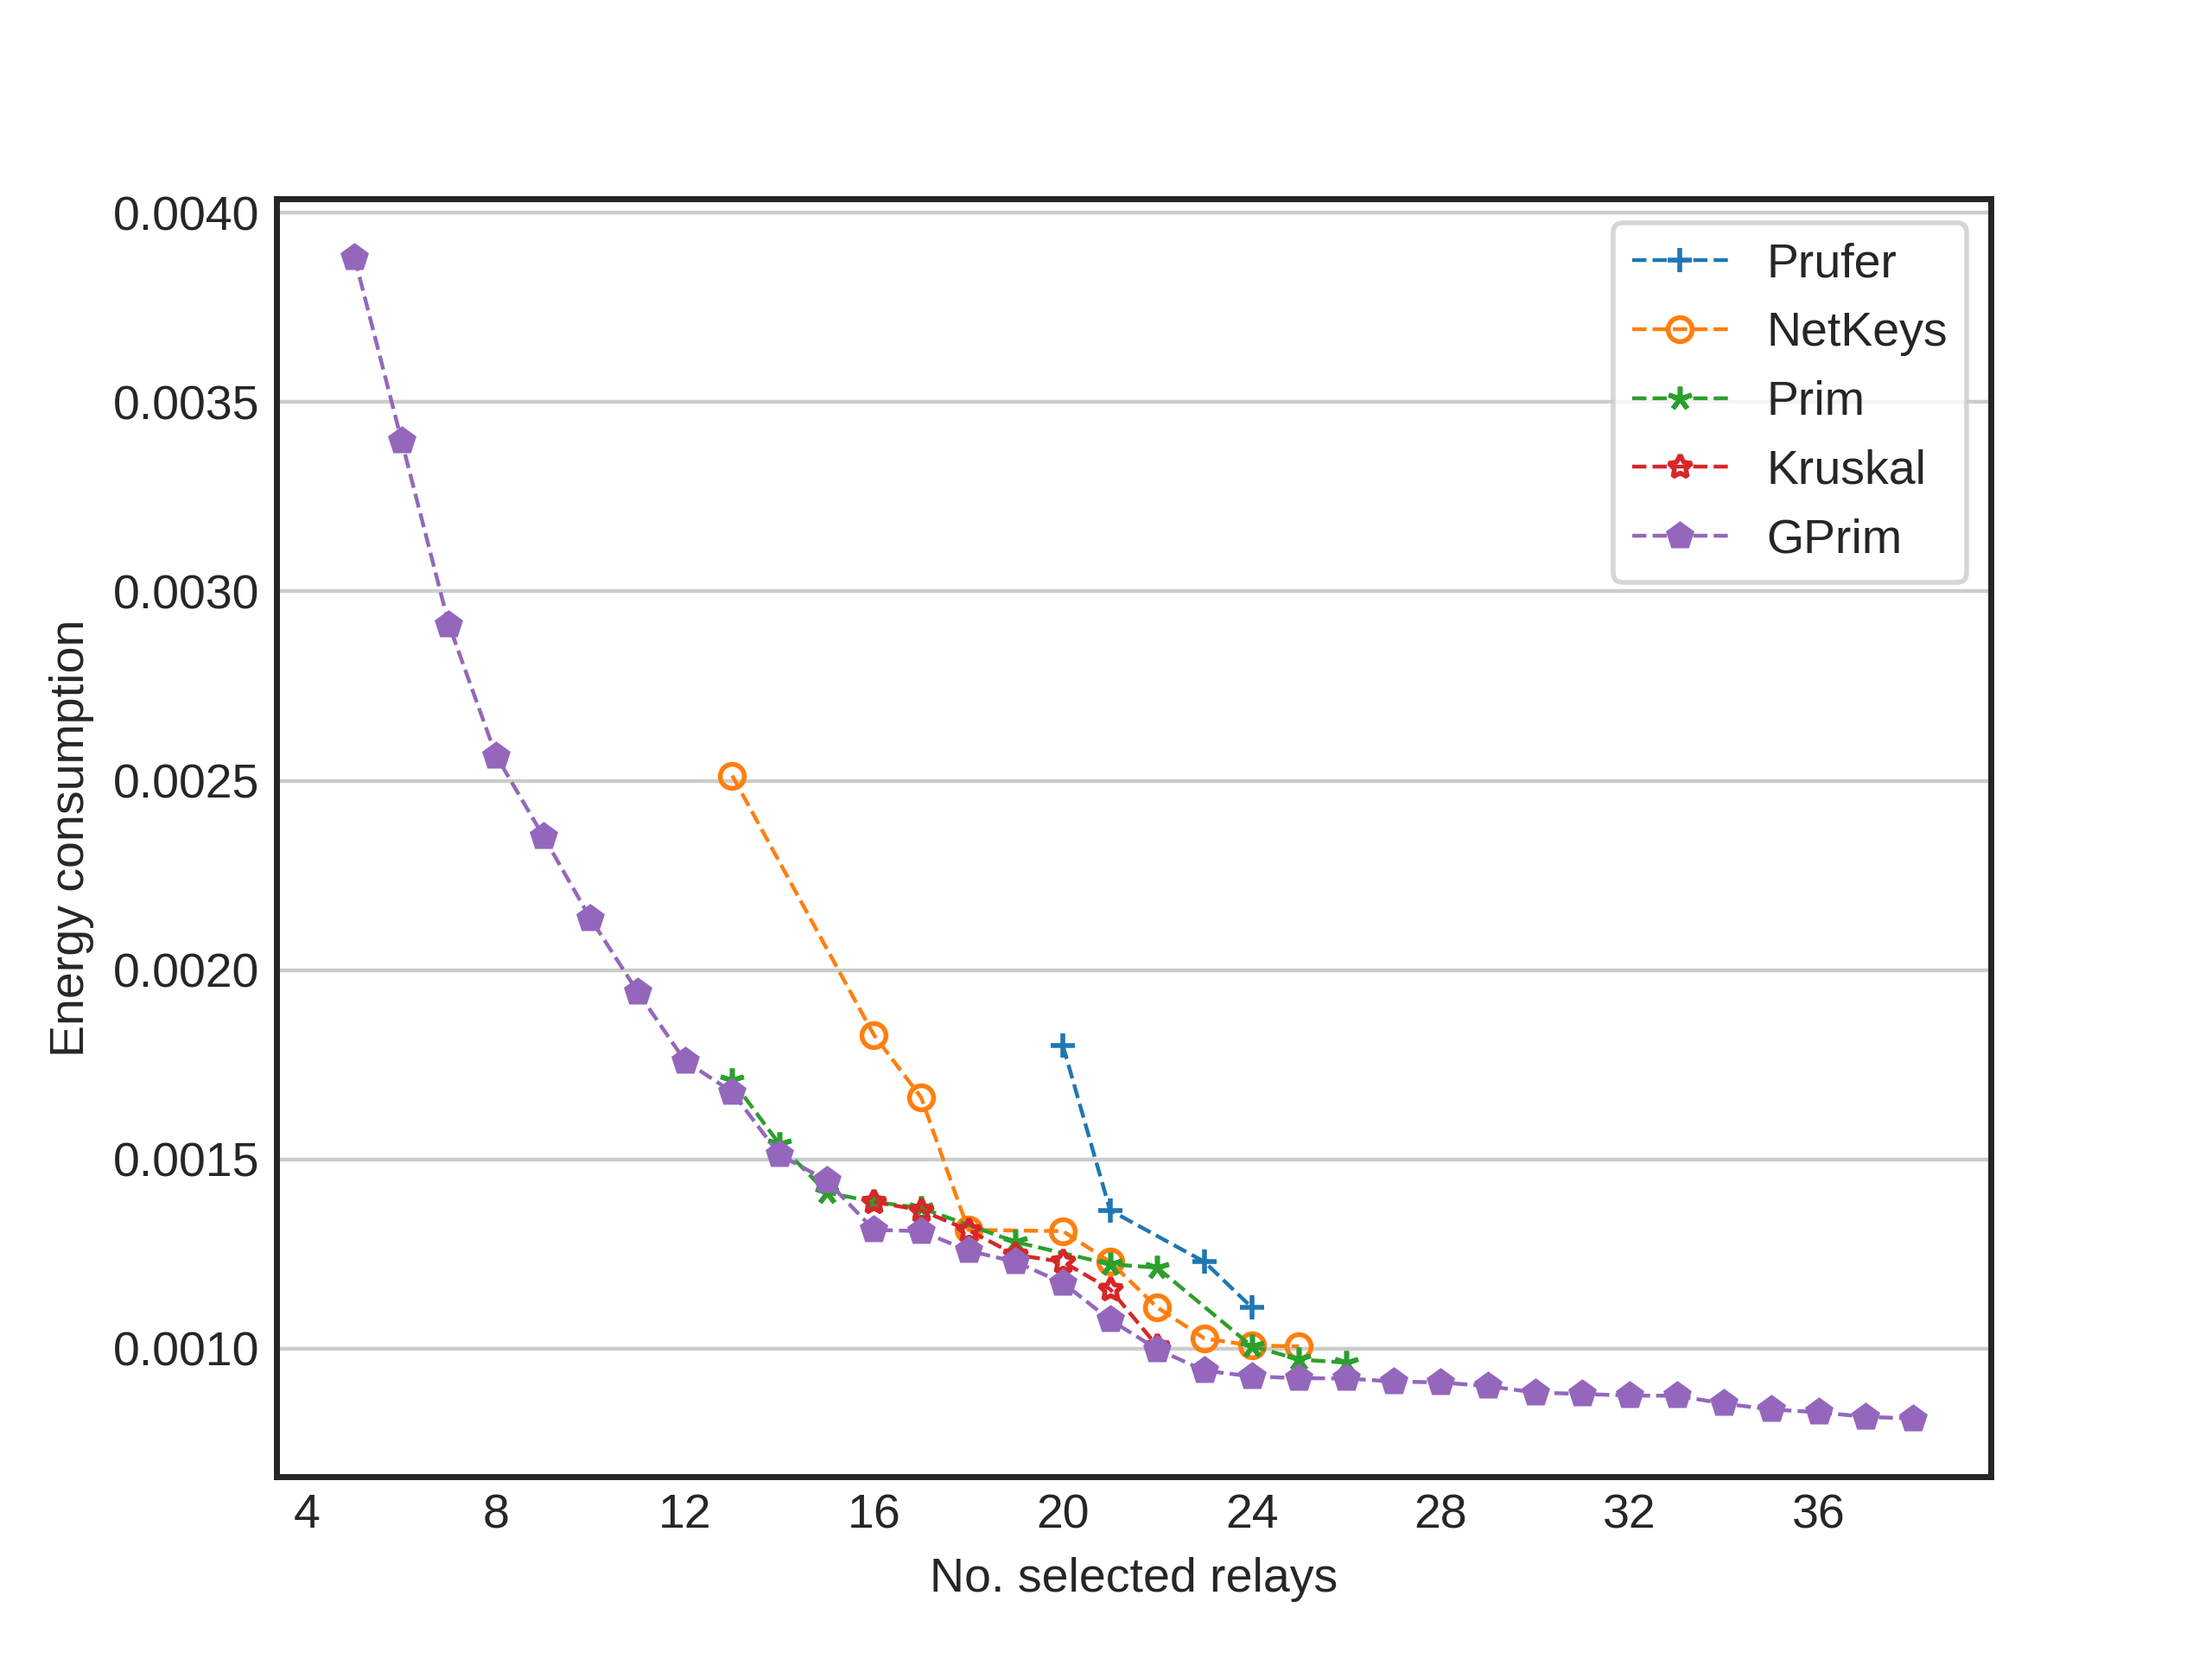 0.0040
0.0035
0.0030
0.0025
0.0020
0.0015
0.0010
Energy consumption
4 8 12 16 20 24 28 32 36
No. selected relays
Prufer
NetKeys
Prim
Kruskal
GPrim